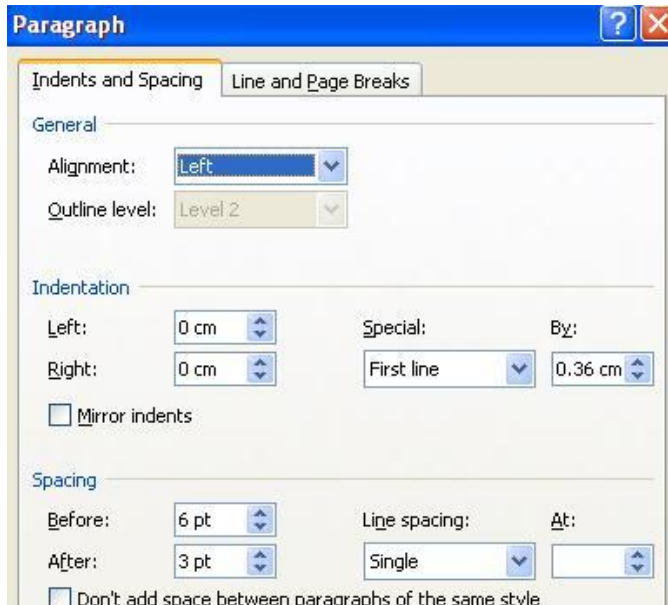 Paragraph
Indents and Spacing Line and Page Breaks
General
Alignment: Left
Outline level: Level 2
Indentation
Left: 0 cm Special: By:
Right: 0 cm First line 0.36 cm
Mirror indents
Spacing
Before: 6 pt Line spacing: At:
After: 3 pt Single
Don't add space between paragraphs of the same style